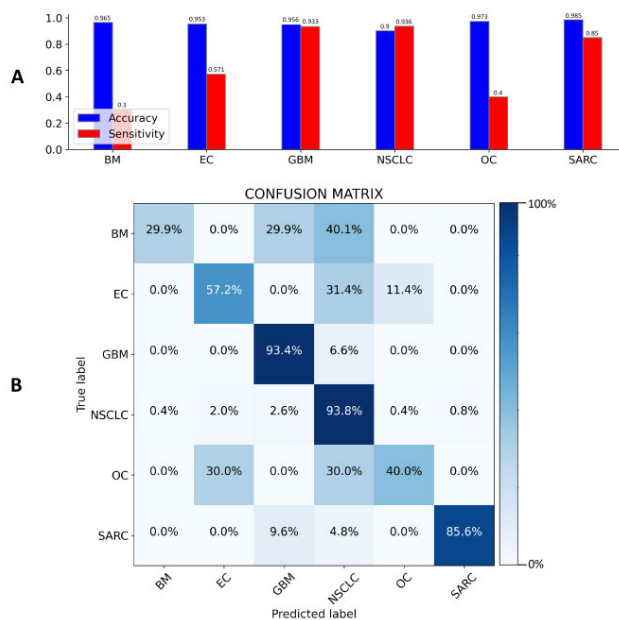 A
1.0
0.8
0.6
0.4
0.2
0.0
0.965
0.3
0.953
0.571
0.956
0.933
0.9
0.936
0.973
0.4
0.985
0.85
Accuracy
Sensitivity
BM EC GBM NSCLC OC SARC
B
CONFUSION MATRIX
True label
BM 29.9% 0.0% 29.9% 40.1% 0.0% 0.0%
EC 0.0% 57.2% 0.0% 31.4% 11.4% 0.0%
GBM 0.0% 0.0% 93.4% 6.6% 0.0% 0.0%
NSCLC 0.4% 2.0% 2.6% 93.8% 0.4% 0.8%
OC 0.0% 30.0% 0.0% 30.0% 40.0% 0.0%
SARC 0.0% 0.0% 9.6% 4.8% 0.0% 85.6%
BM EC GBM NSCLC OC SARC
Predicted label
100%
0%